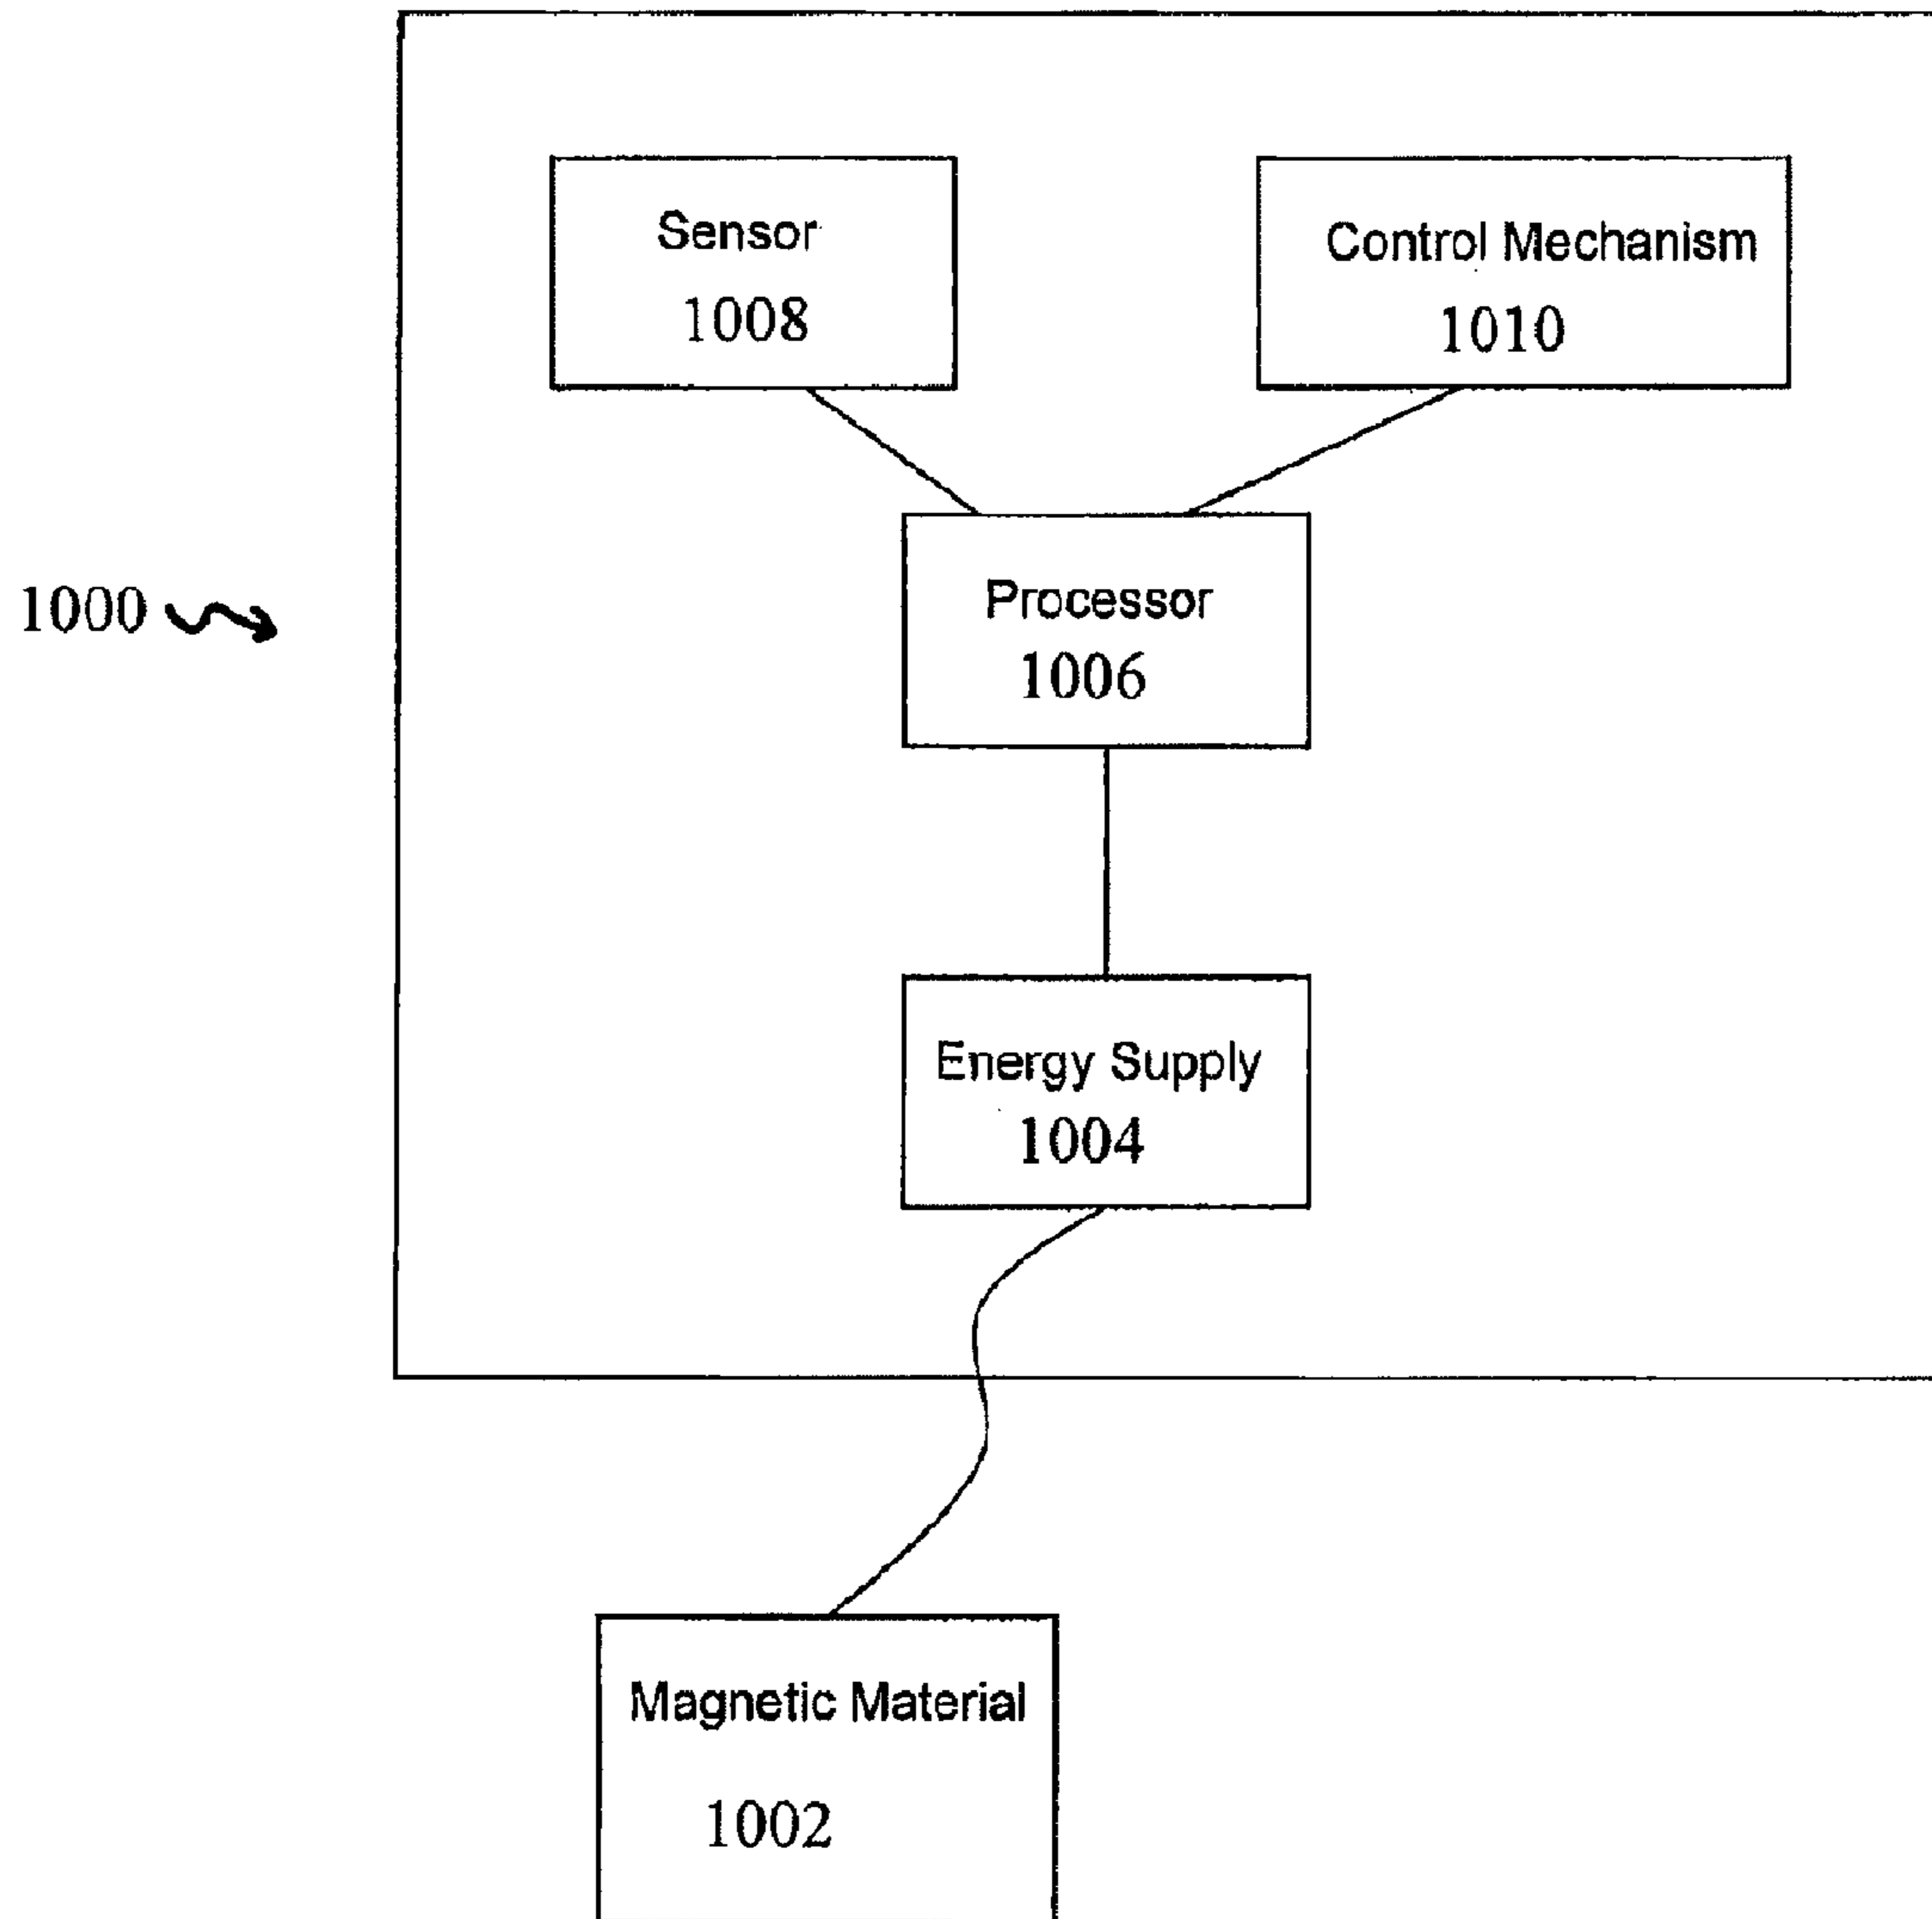 Sensor
1008
Control Mechanism
1010
1000
Processor
1006
Energy Supply
1004
Magnetic Material
1002